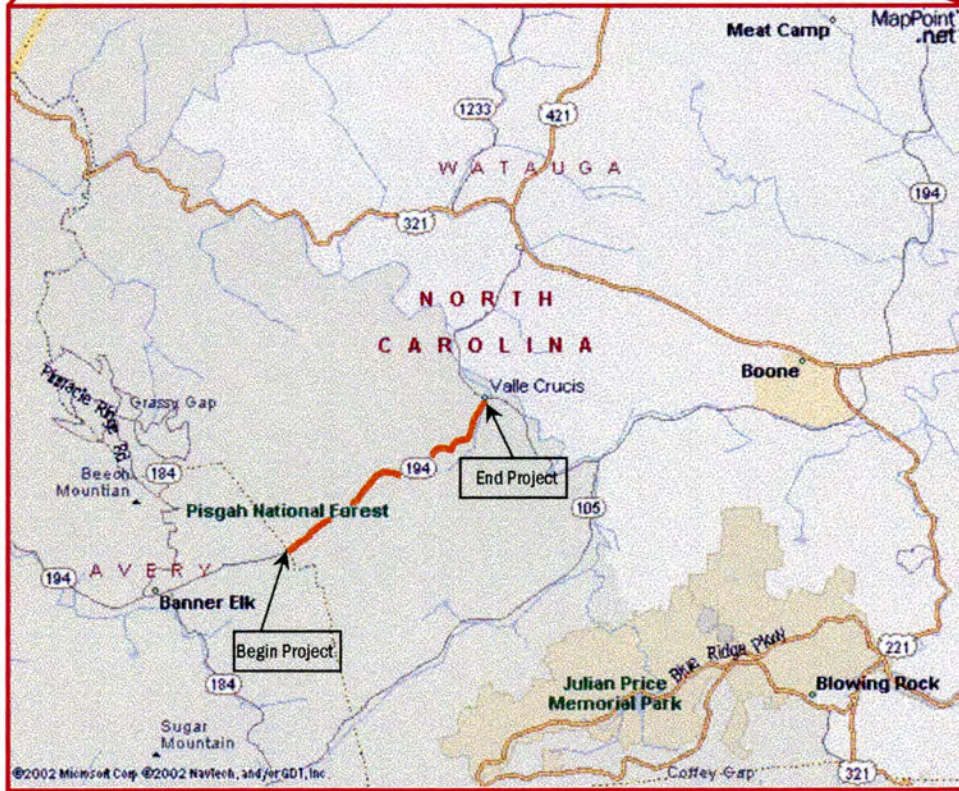 Meat Camp
MapPoint
.net
1233
421
WATAUGA
194
321
NORTH
CAROLINA
Boone
Valle Crucis
Pinnacle Ridge Rd
Grassy Gap
194
End Project
184
Beech
Mountian
105
Pisgah National Forest
194
AVERY
Banner Elk
Begin Project
184
Blue Ridge Pkwy
221
Julian Price
Memorial Park
Blowing Rock
Sugar
Mountain
Coffey Gap
321
©2002 Microsoft Corp ©2002 NavTech, and/or GDT, Inc.